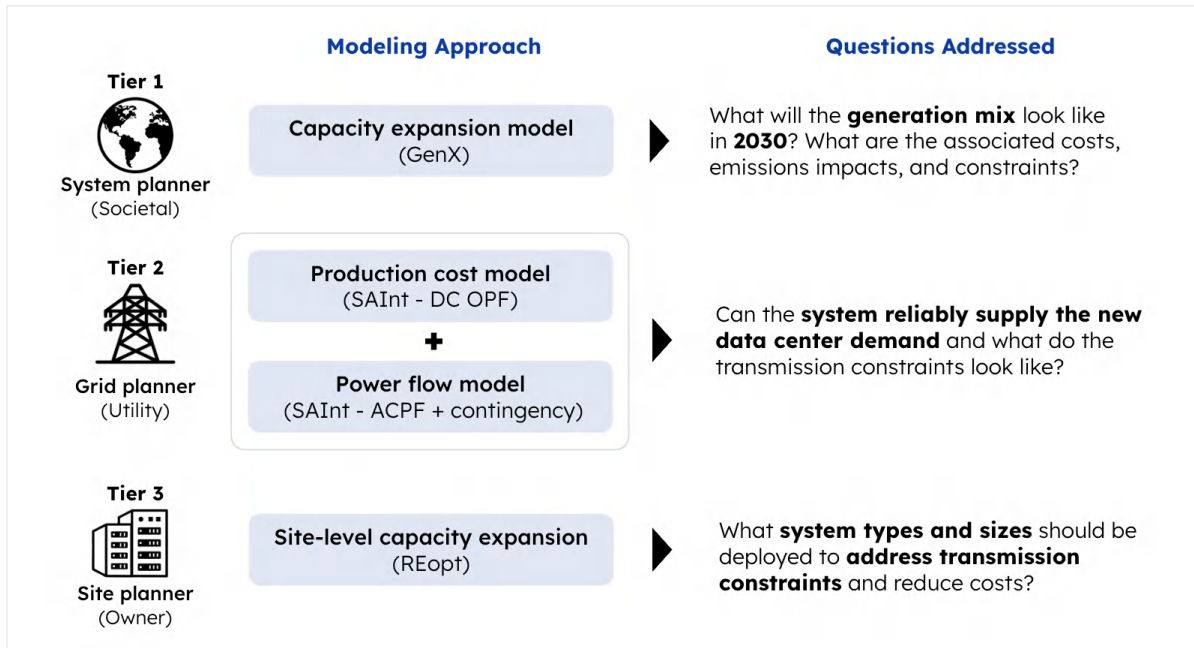 Modeling Approach
Questions Addressed
Tier 1
System planner
(Societal)
Capacity expansion model
(GenX)
What will the generation mix look like
in 2030? What are the associated costs,
emissions impacts, and constraints?
Tier 2
Grid planner
(Utility)
Production cost model
(SAInt - DC OPF)
+
Power flow model
(SAInt - ACPF + contingency)
Can the system reliably supply the new
data center demand and what do the
transmission constraints look like?
Tier 3
Site planner
(Owner)
Site-level capacity expansion
(REopt)
What system types and sizes should be
deployed to address transmission
constraints and reduce costs?